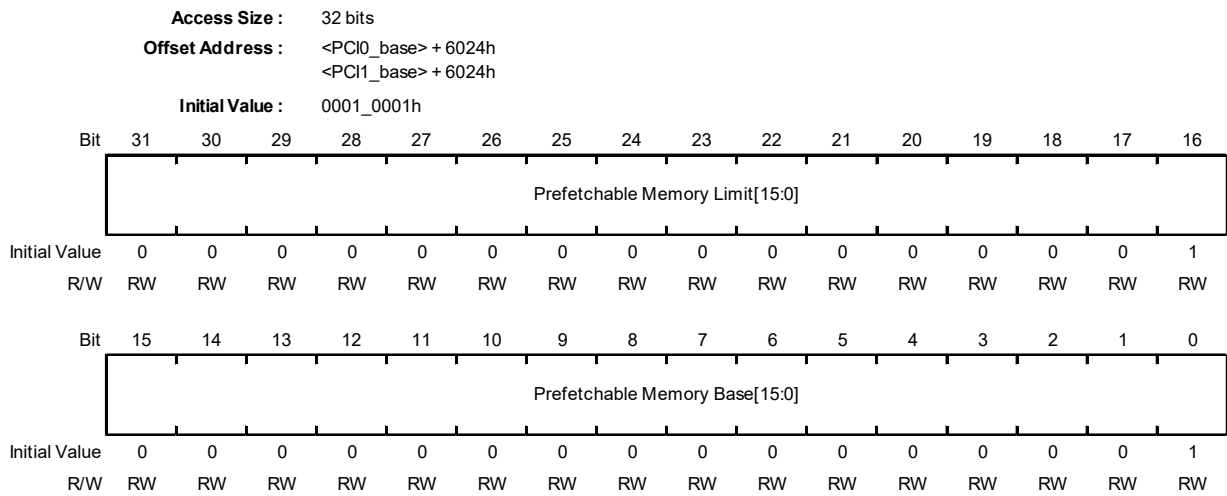 Access Size : 32 bits
Offset Address : <PCI0_base> + 6024h
<PCI1_base> + 6024h
Initial Value : 0001_0001h
Bit 31 30 29 28 27 26 25 24 23 22 21 20 19 18 17 16
Prefetchable Memory Limit[15:0]
Initial Value 0 0 0 0 0 0 0 0 0 0 0 0 0 0 0 1
R/W RW RW RW RW RW RW RW RW RW RW RW RW RW RW RW RW
Bit 15 14 13 12 11 10 9 8 7 6 5 4 3 2 1 0
Prefetchable Memory Base[15:0]
Initial Value 0 0 0 0 0 0 0 0 0 0 0 0 0 0 0 1
R/W RW RW RW RW RW RW RW RW RW RW RW RW RW RW RW RW